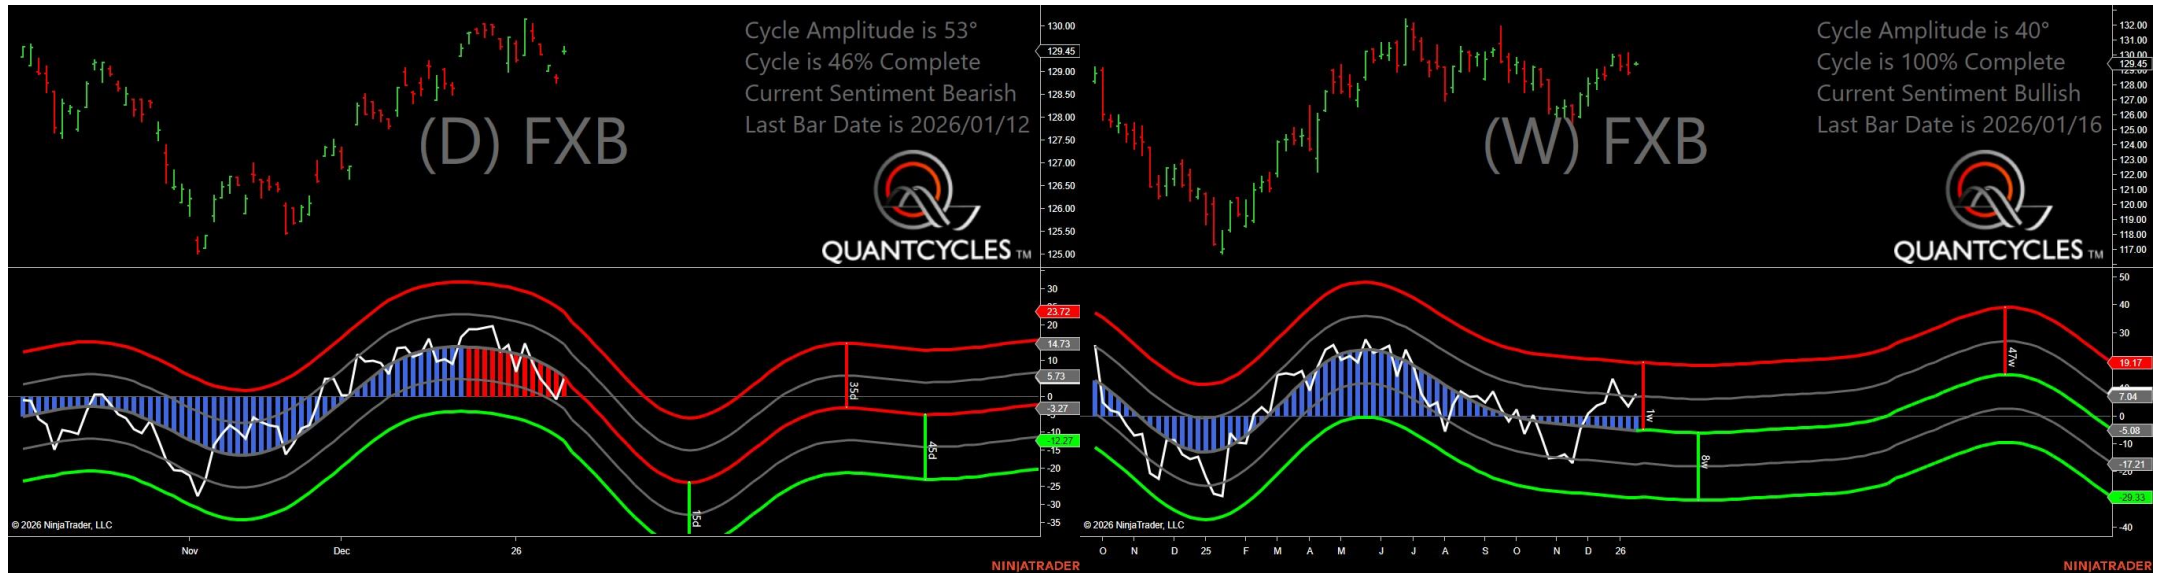 Cycle Amplitude is 53°
Cycle is 46% Complete
Current Sentiment Bearish
Last Bar Date is 2026/01/12
(D) FXB
QUANTCYCLES TM
130.00
129.45
129.00
128.50
128.00
127.50
127.00
126.50
126.00
125.50
125.00
30
23.72
20
14.73
10
5.73
0
-3.27
-10
-12.27
-15
-20
-25
-30
-35
15d
35d
45d
© 2026 NinjaTrader, LLC
Nov
Dec
26
NINJATRADER
Cycle Amplitude is 40°
Cycle is 100% Complete
Current Sentiment Bullish
Last Bar Date is 2026/01/16
(W) FXB
QUANTCYCLES TM
132.00
131.00
130.00
129.45
129.00
128.00
127.00
126.00
125.00
124.00
123.00
122.00
121.00
120.00
119.00
118.00
117.00
50
40
30
19.17
7.04
0
-5.08
-10
-17.21
-29.33
-40
1w
8w
47w
© 2026 NinjaTrader, LLC
O
N
D
25
F
M
A
M
J
J
A
S
O
N
D
26
NINJATRADER